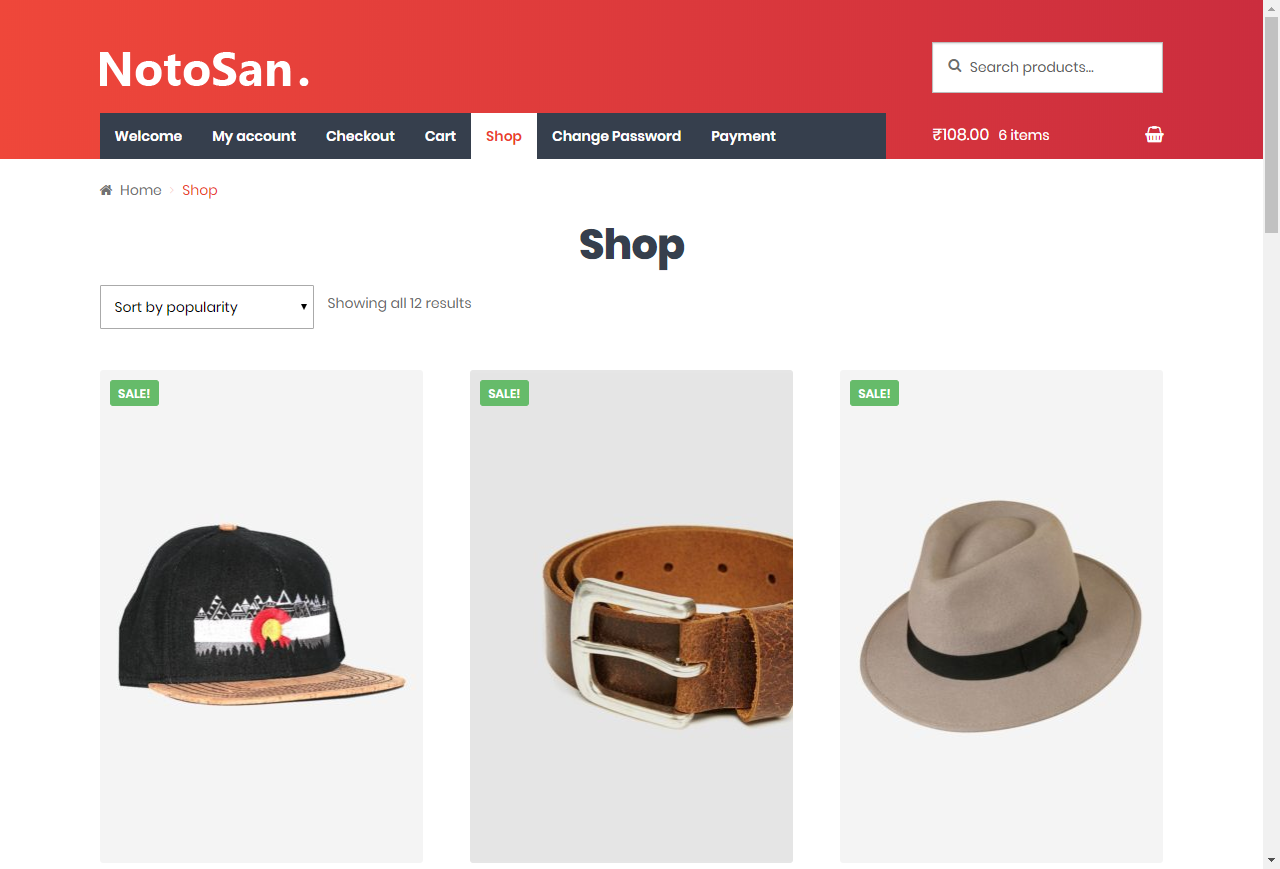 NotoSan.
Search products…
Welcome My account Checkout Cart Shop Change Password Payment
₹108.00 6 items
Home › Shop
Shop
Sort by popularity
Showing all 12 results
SALE! SALE! SALE!